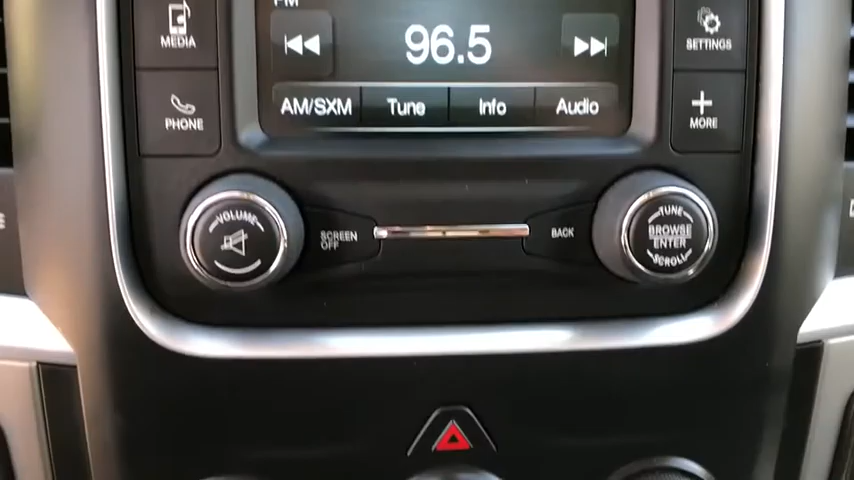 FM
MEDIA
96.5
SETTINGS
PHONE
AM/SXM Tune Info Audio
MORE
VOLUME
SCREEN
OFF
BACK
TUNE
BROWSE
ENTER
SCROLL